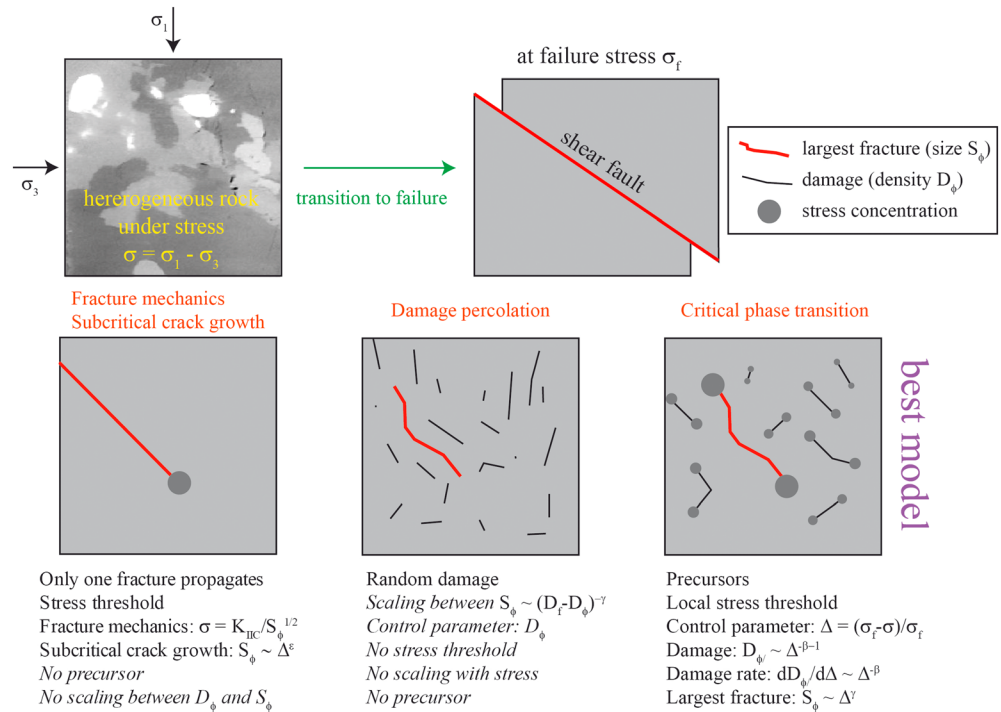 σ1
σ3
hererogeneous rock
under stress
σ = σ1 - σ3
transition to failure
at failure stress σf
shear fault
largest fracture (size Sϕ)
damage (density Dϕ)
stress concentration
Fracture mechanics
Subcritical crack growth
Only one fracture propagates
Stress threshold
Fracture mechanics: σ = KIIC/Sϕ^1/2
Subcritical crack growth: Sϕ ~ Δ^ε
No precursor
No scaling between Dϕ and Sϕ
Damage percolation
Random damage
Scaling between Sϕ ~ (Df-Dϕ)^-γ
Control parameter: Dϕ
No stress threshold
No scaling with stress
No precursor
Critical phase transition
best model
Precursors
Local stress threshold
Control parameter: Δ = (σf-σ)/σf
Damage: Dϕ/ ~ Δ^-β-1
Damage rate: dDϕ/dΔ ~ Δ^-β
Largest fracture: Sϕ ~ Δ^γ